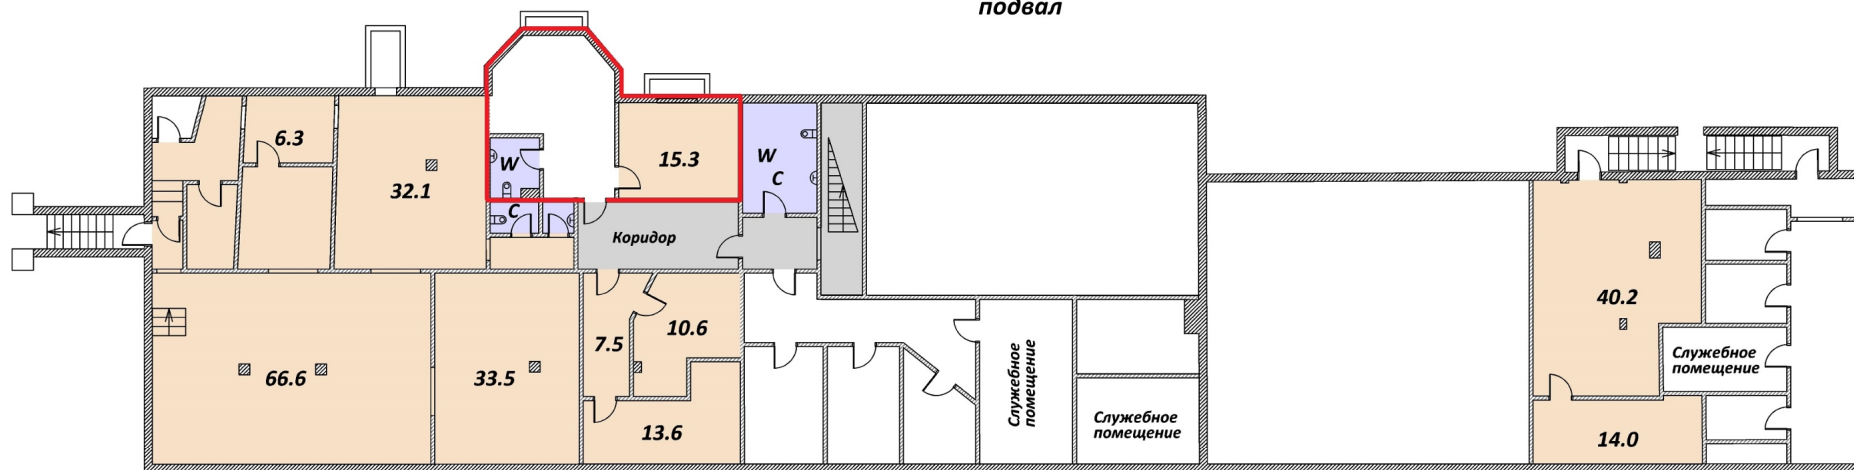 подвал
6.3
32.1
W
C
15.3
W
C
Коридор
66.6
33.5
7.5
10.6
13.6
Служебное
помещение
Служебное
помещение
40.2
Служебное
помещение
14.0